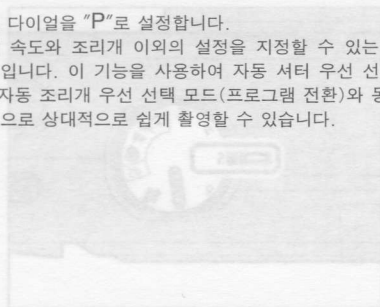 다이얼을 "P"로 설정합니다.
속도와 조리개 이외의 설정을 지정할 수 있는
입니다. 이 기능을 사용하여 자동 셔터 우선 선
자동 조리개 우선 선택 모드(프로그램 전환)와 동
으로 상대적으로 쉽게 촬영할 수 있습니다.